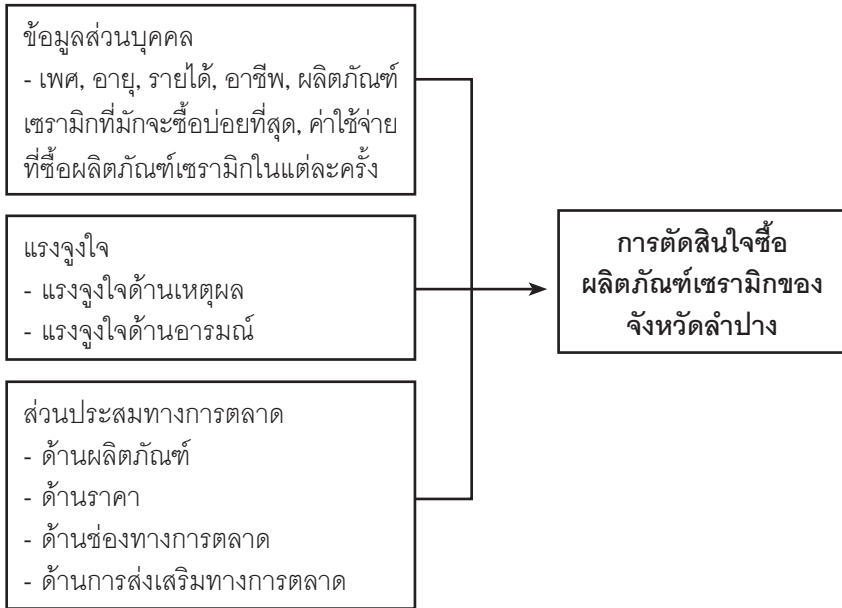 ข้อมูลส่วนบุคคล
- เพศ, อายุ, รายได้, อาชีพ, ผลิตภัณฑ์
เซรามิกที่มักจะซื้อบ่อยที่สุด, ค่าใช้จ่าย
ที่ซื้อผลิตภัณฑ์เซรามิกในแต่ละครั้ง
แรงจูงใจ
- แรงจูงใจด้านเหตุผล
- แรงจูงใจด้านอารมณ์
ส่วนประสมทางการตลาด
- ด้านผลิตภัณฑ์
- ด้านราคา
- ด้านช่องทางการตลาด
- ด้านการส่งเสริมทางการตลาด
การตัดสินใจซื้อ
ผลิตภัณฑ์เซรามิกของ
จังหวัดลำปาง